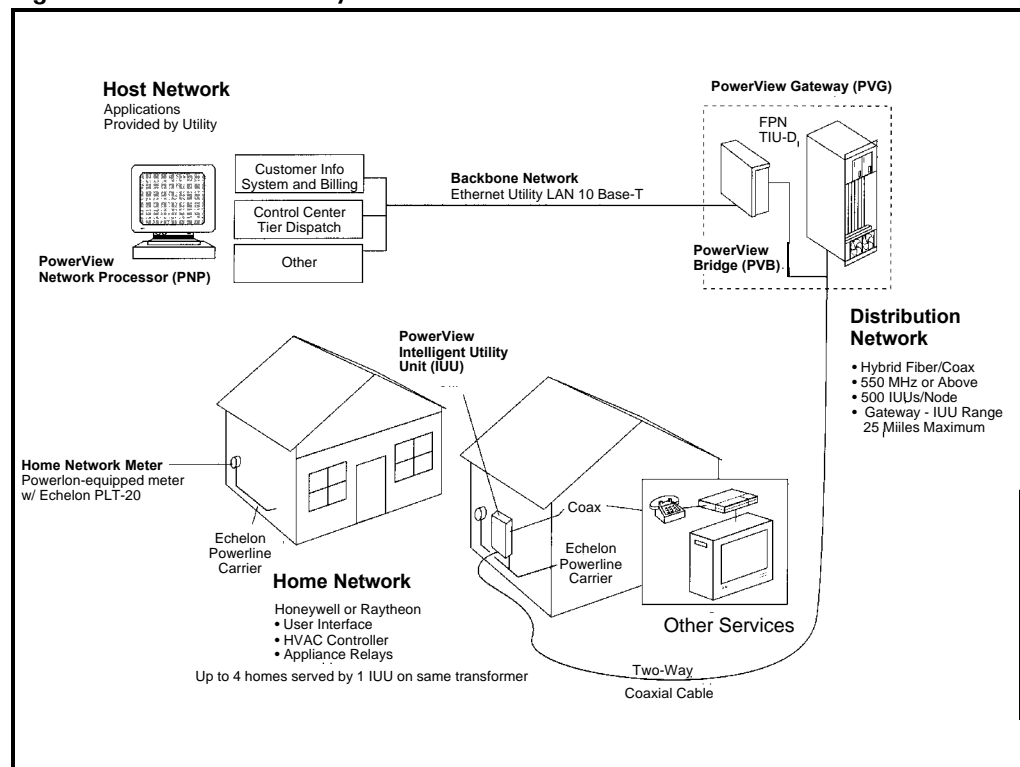 Host Network
Applications
Provided by Utility
Customer Info
System and Billing
Control Center
Tier Dispatch
Other
PowerView
Network Processor (PNP)
Backbone Network
Ethernet Utility LAN 10 Base-T
PowerView Gateway (PVG)
FPN
TIU-D
PowerView
Bridge (PVB)
Distribution
Network
• Hybrid Fiber/Coax
• 550 MHz or Above
• 500 IUUs/Node
• Gateway - IUU Range
25 Miiles Maximum
PowerView
Intelligent Utility
Unit (IUU)
Home Network Meter
Powerlon-equipped meter
w/ Echelon PLT-20
Echelon
Powerline
Carrier
Coax
Echelon
Powerline
Carrier
Other Services
Home Network
Honeywell or Raytheon
• User Interface
• HVAC Controller
• Appliance Relays
Up to 4 homes served by 1 IUU on same transformer
Two-Way
Coaxial Cable